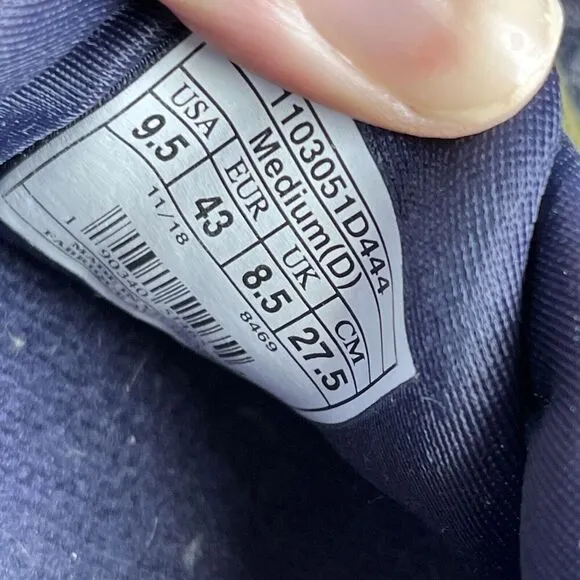 1103051D444
Medium(D)
USA EUR UK CM
9.5 43 8.5 27.5
11/18
8469